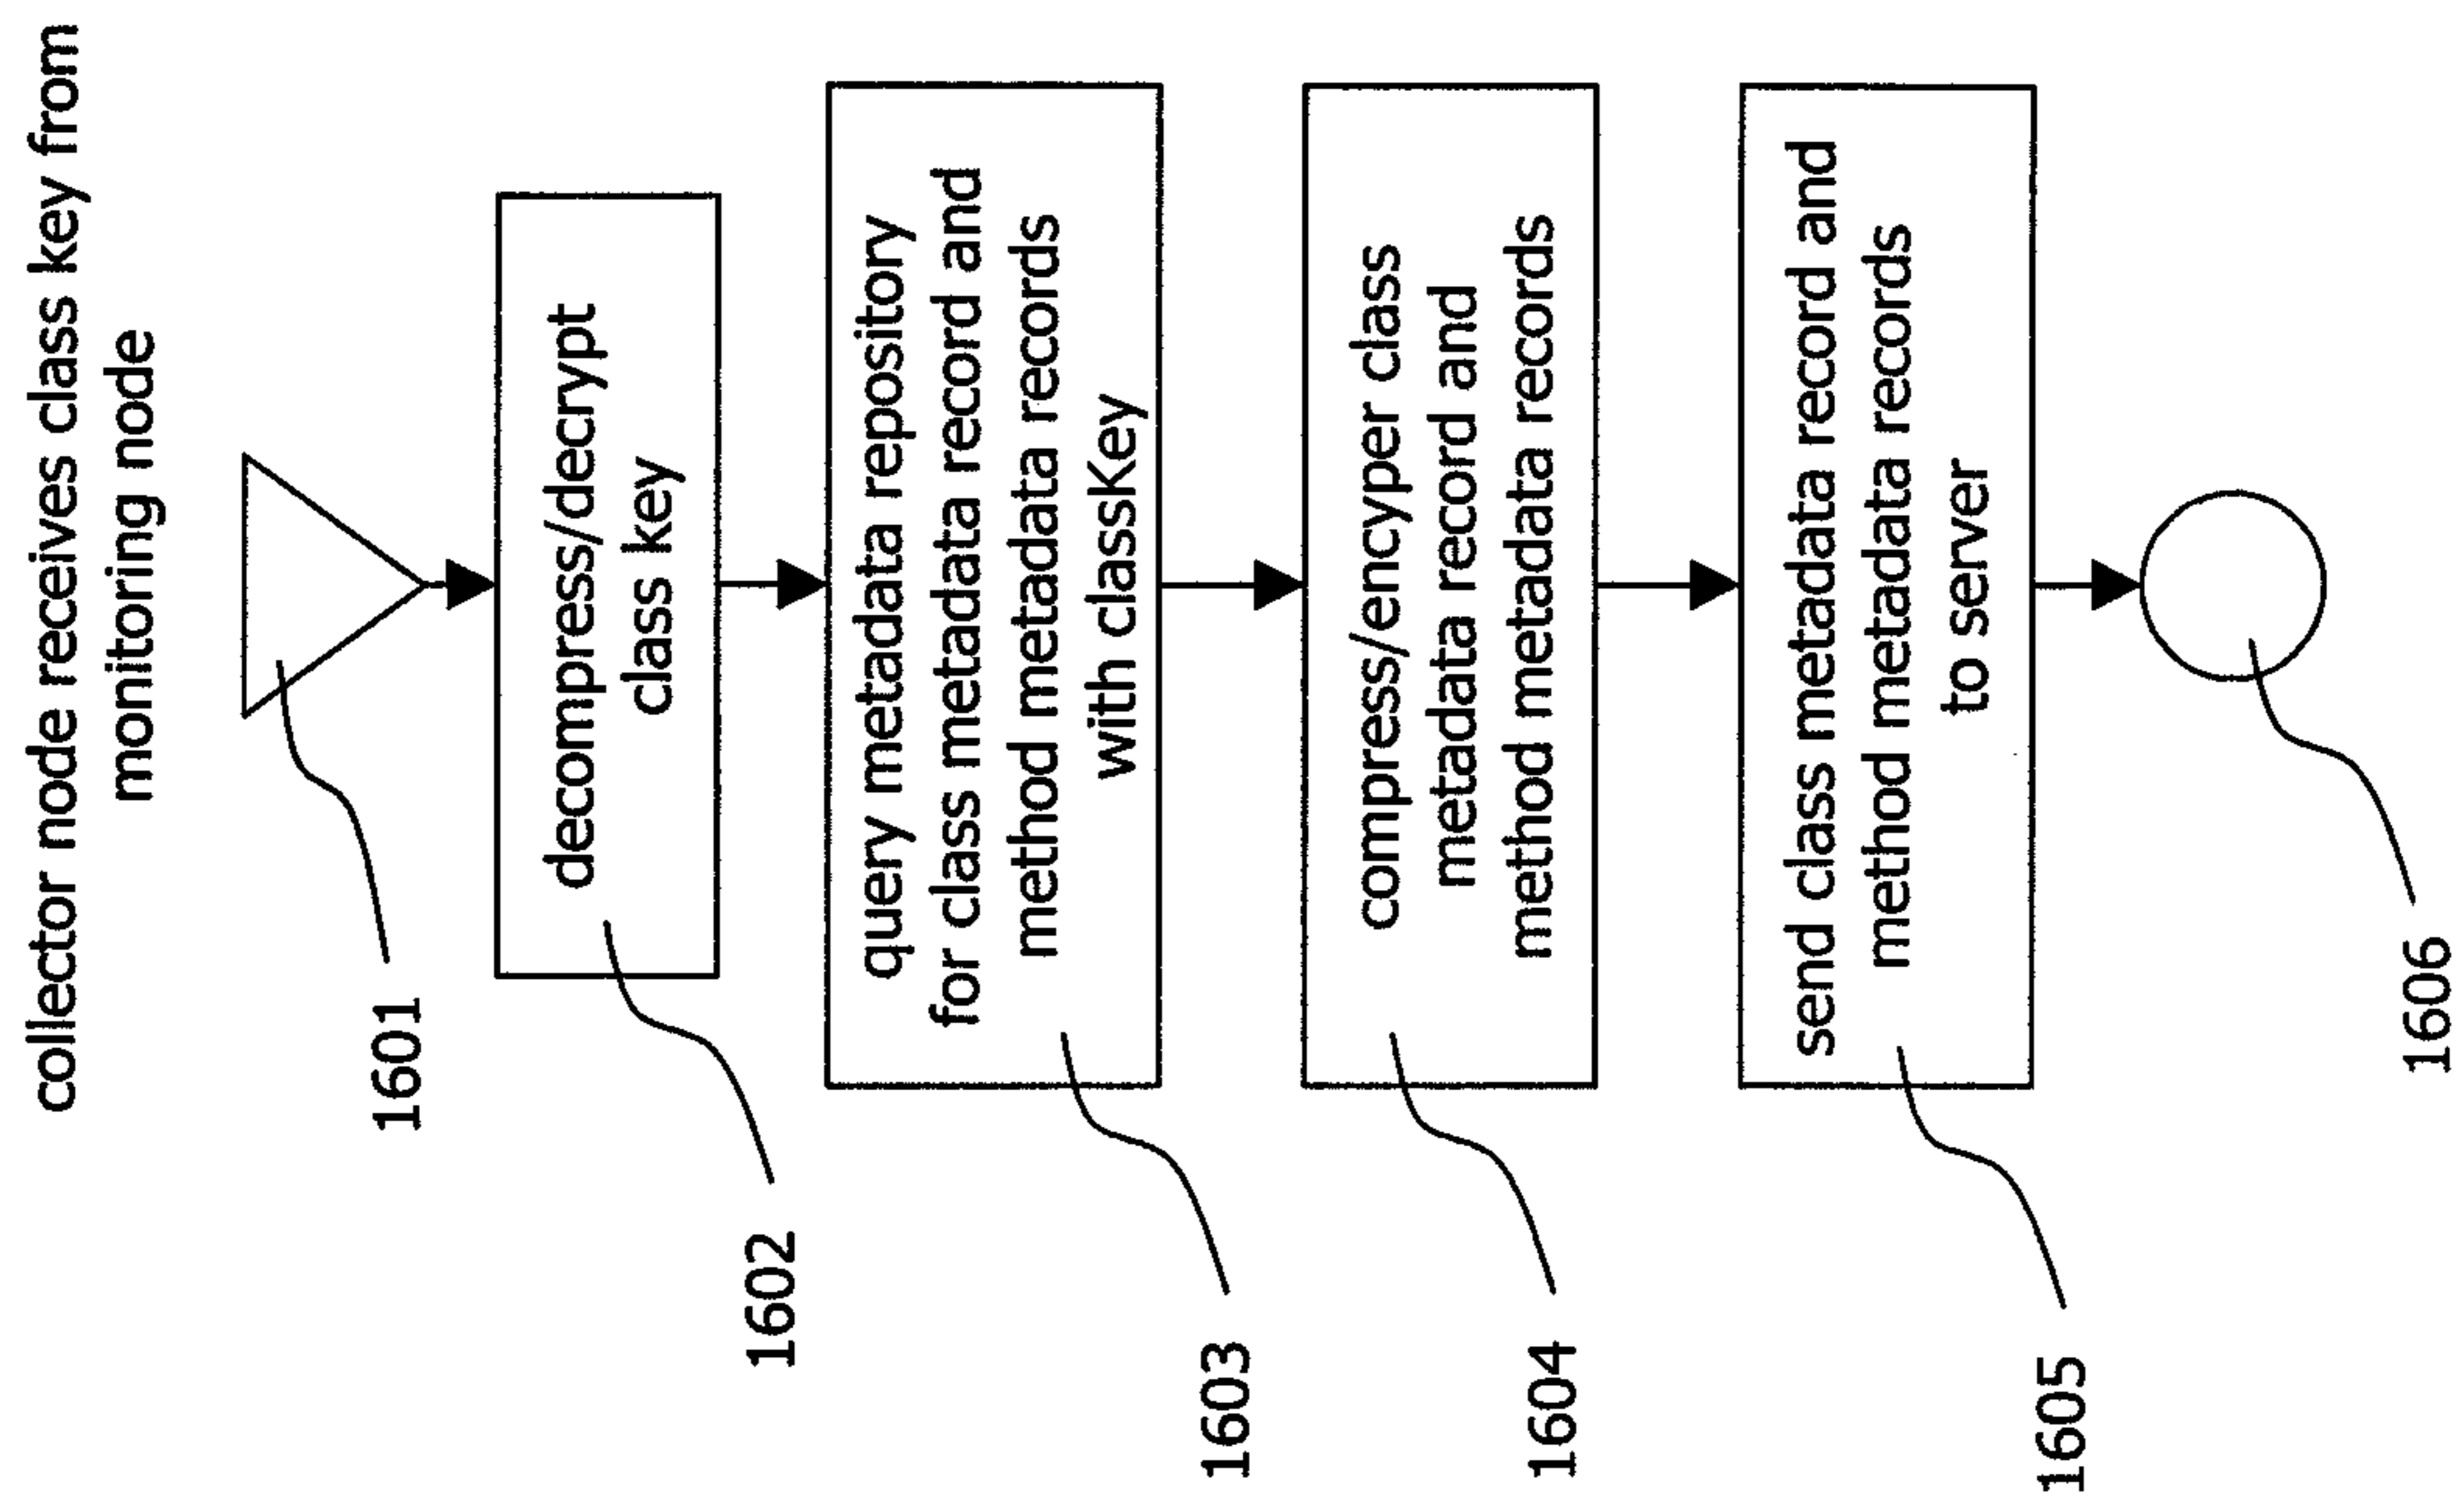 collector node receives class key from
monitoring node
1601
decompress/decrypt
class key
1602
query metadata repository
for class metadata record and
method metadata records
with classKey
1603
compress/encyper class
metadata record and
method metadata records
1604
send class metadata record and
method metadata records
to server
1605
1606